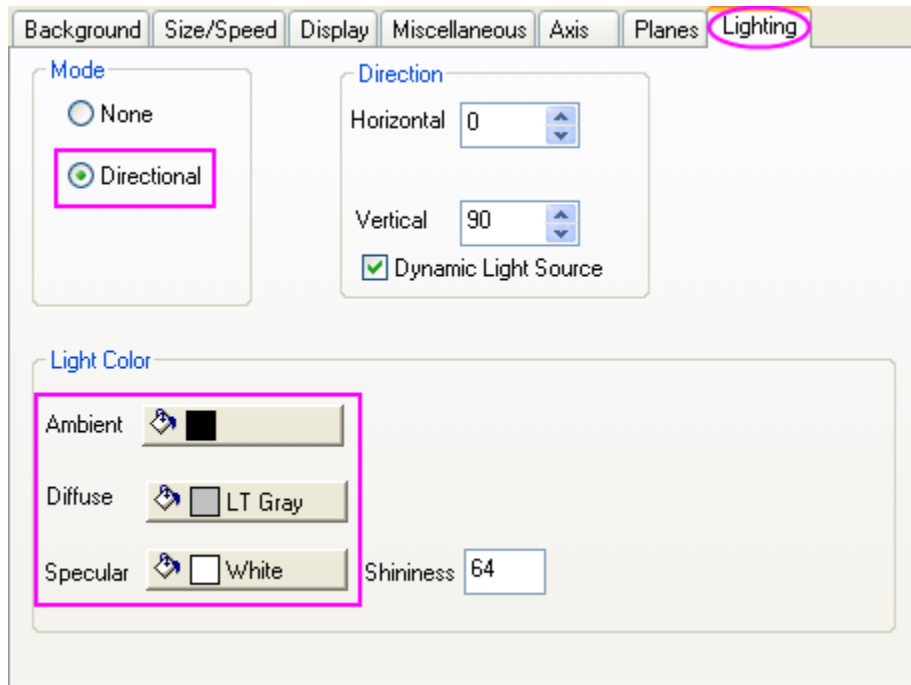 Background Size/Speed Display Miscellaneous Axis Planes Lighting
Mode
None
Directional
Direction
Horizontal 0
Vertical 90
Dynamic Light Source
Light Color
Ambient
Diffuse LT Gray
Specular White Shininess 64